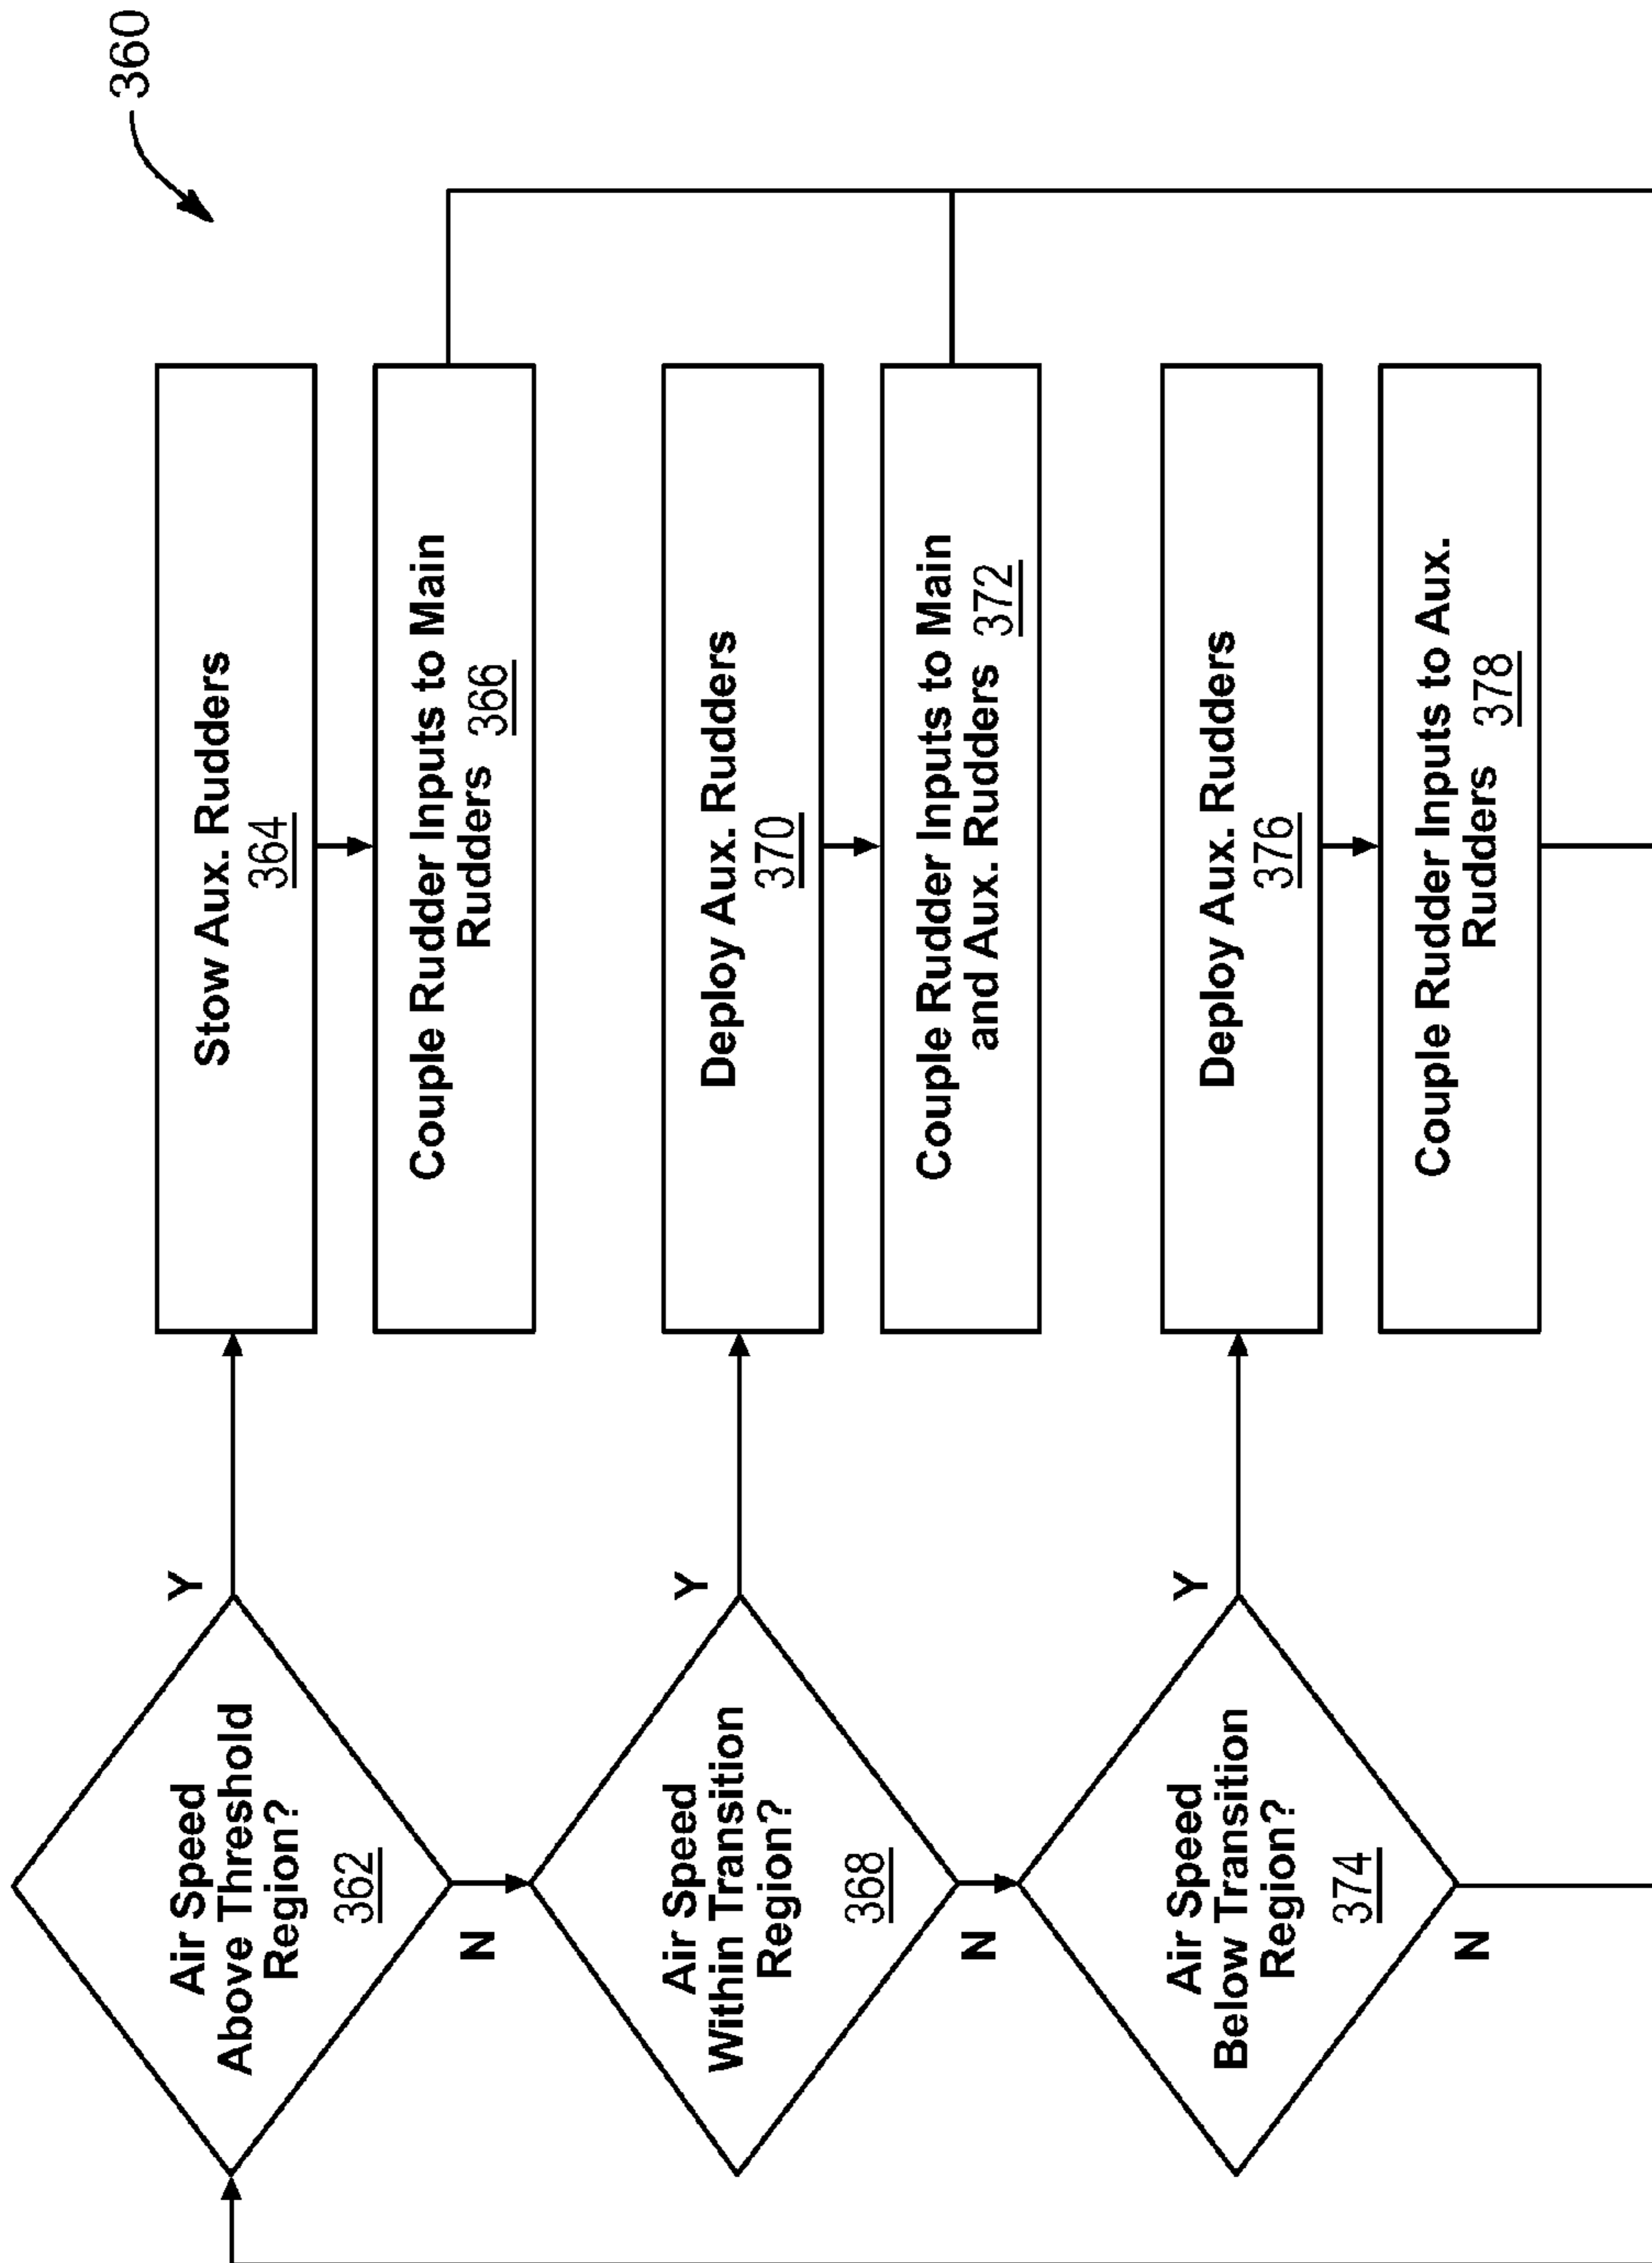 360
Air Speed
Above Threshold
Region?
362
Y
N
Stow Aux. Rudders
364
Couple Rudder Inputs to Main
Rudders 366
Air Speed
Within Transition
Region?
368
Y
N
Deploy Aux. Rudders
370
Couple Rudder Inputs to Main
and Aux. Rudders 372
Air Speed
Below Transition
Region?
374
Y
N
Deploy Aux. Rudders
376
Couple Rudder Inputs to Aux.
Rudders 378